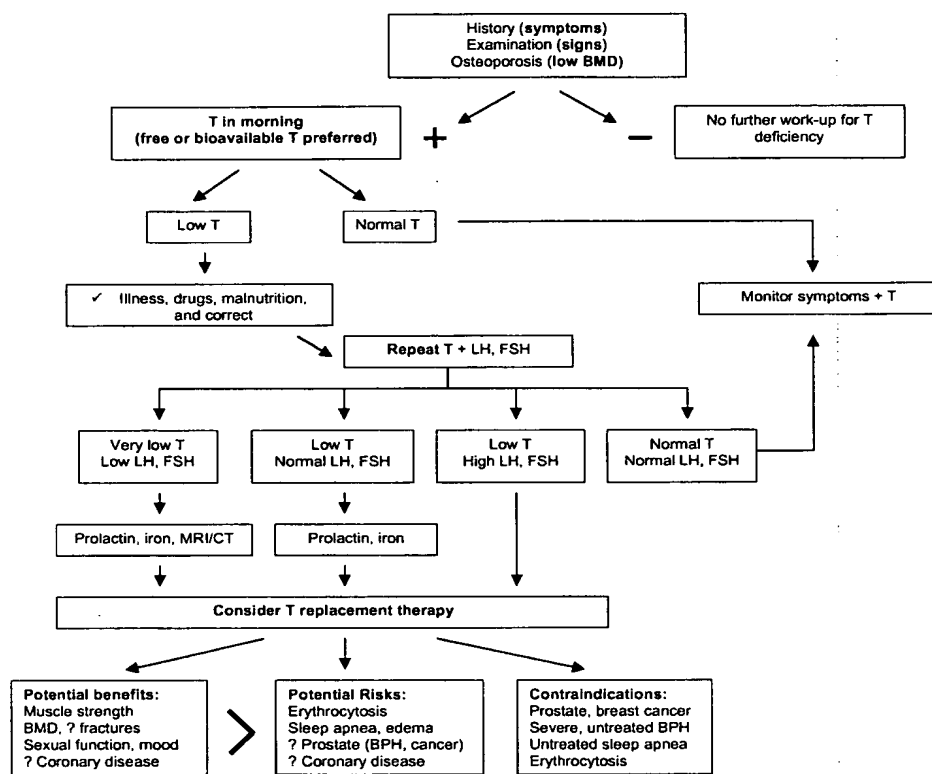 History (symptoms)
Examination (signs)
Osteoporosis (low BMD)
T in morning
(free or bioavailable T preferred)
+
−
No further work-up for T
deficiency
Low T
Normal T
✓ Illness, drugs, malnutrition,
and correct
Monitor symptoms + T
Repeat T + LH, FSH
Very low T
Low LH, FSH
Low T
Normal LH, FSH
Low T
High LH, FSH
Normal T
Normal LH, FSH
Prolactin, iron, MRI/CT
Prolactin, iron
Consider T replacement therapy
Potential benefits:
Muscle strength
BMD, ? fractures
Sexual function, mood
? Coronary disease
>
Potential Risks:
Erythrocytosis
Sleep apnea, edema
? Prostate (BPH, cancer)
? Coronary disease
Contraindications:
Prostate, breast cancer
Severe, untreated BPH
Untreated sleep apnea
Erythrocytosis